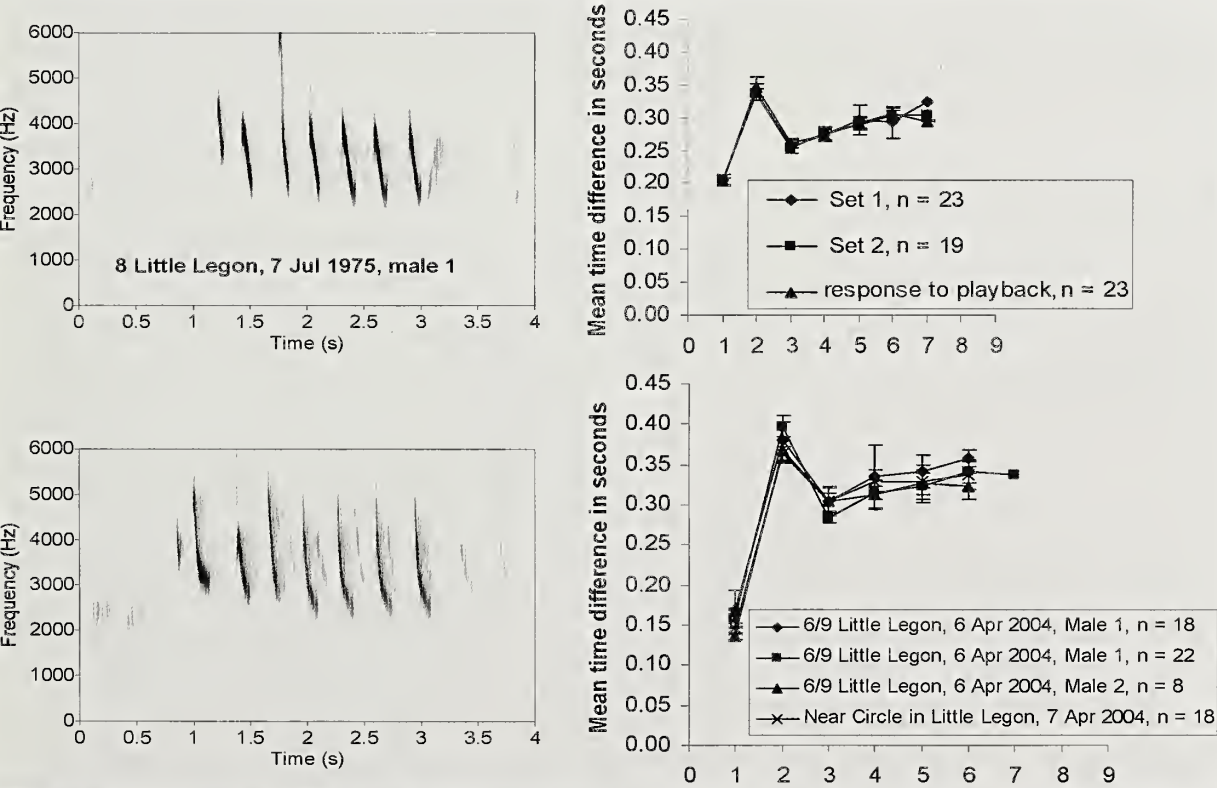 Frequency (Hz)
6000
5000
4000
3000
2000
1000
0
8 Little Legon, 7 Jul 1975, male 1
0 0.5 1 1.5 2 2.5 3 3.5 4
Time (s)
Mean time difference in seconds
0.45
0.40
0.35
0.30
0.25
0.20
0.15
0.10
0.05
0.00
Set 1, n = 23
Set 2, n = 19
response to playback, n = 23
0 1 2 3 4 5 6 7 8 9
Frequency (Hz)
6000
5000
4000
3000
2000
1000
0
0 0.5 1 1.5 2 2.5 3 3.5 4
Time (s)
Mean time difference in seconds
0.45
0.40
0.35
0.30
0.25
0.20
0.15
0.10
0.05
0.00
6/9 Little Legon, 6 Apr 2004, Male 1, n = 18
6/9 Little Legon, 6 Apr 2004, Male 1, n = 22
6/9 Little Legon, 6 Apr 2004, Male 2, n = 8
Near Circle in Little Legon, 7 Apr 2004, n = 18
0 1 2 3 4 5 6 7 8 9